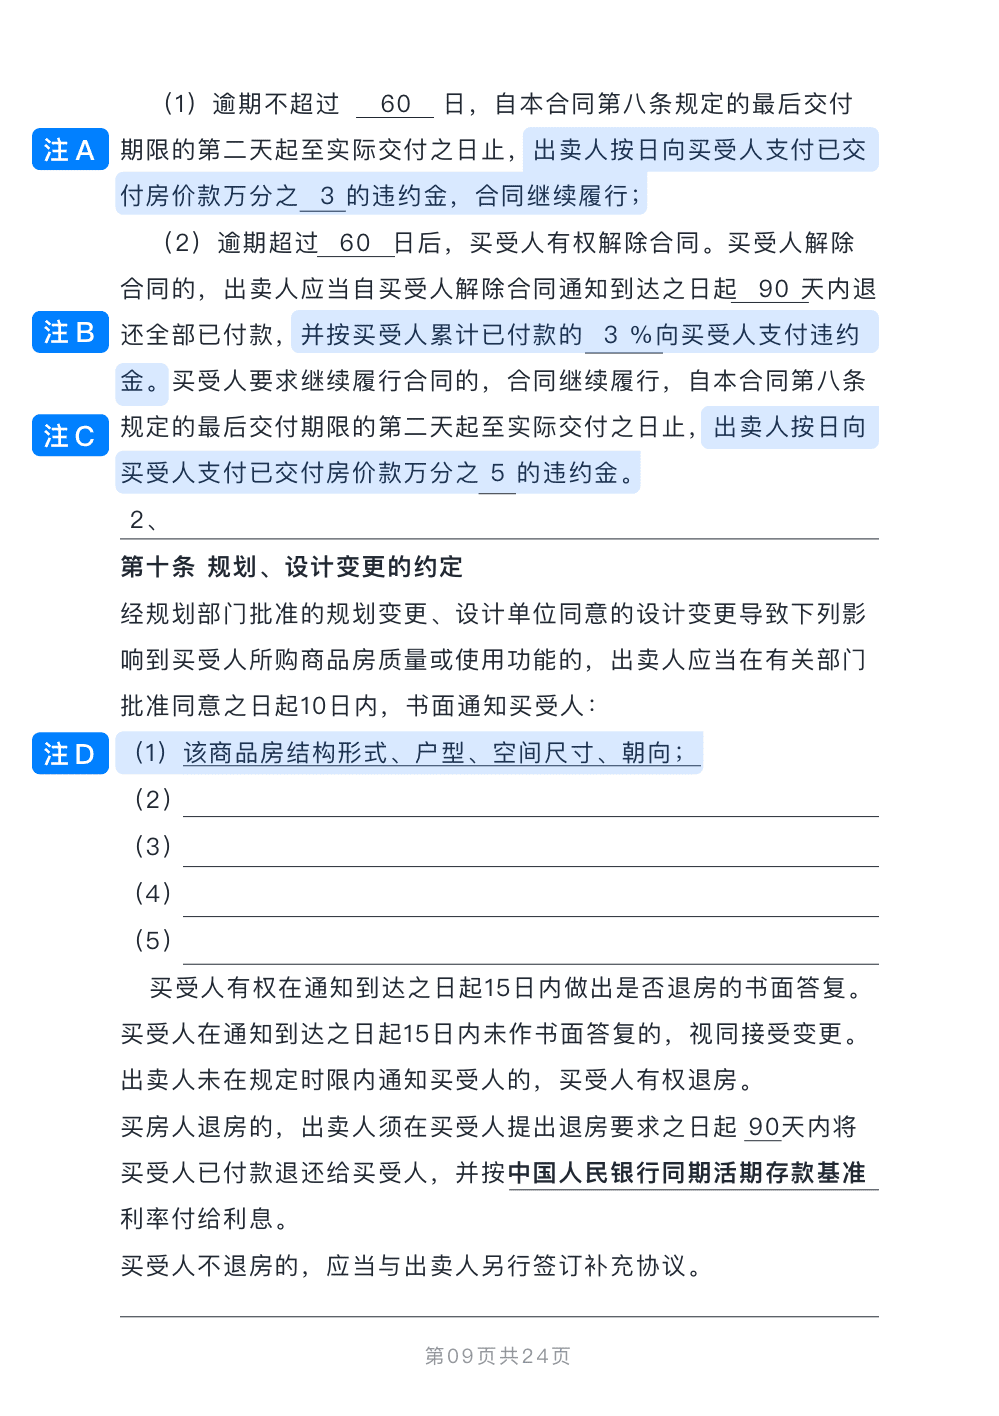 （1）逾期不超过 60 日，自本合同第八条规定的最后交付
注 A 期限的第二天起至实际交付之日止，出卖人按日向买受人支付已交
付房价款万分之 3 的违约金，合同继续履行；
（2）逾期超过 60 日后，买受人有权解除合同。买受人解除
合同的，出卖人应当自买受人解除合同通知到达之日起 90 天内退
注 B 还全部已付款，并按买受人累计已付款的 3 %向买受人支付违约
金。买受人要求继续履行合同的，合同继续履行，自本合同第八条
注 C 规定的最后交付期限的第二天起至实际交付之日止，出卖人按日向
买受人支付已交付房价款万分之 5 的违约金。
2、
第十条 规划、设计变更的约定
经规划部门批准的规划变更、设计单位同意的设计变更导致下列影
响到买受人所购商品房质量或使用功能的，出卖人应当在有关部门
批准同意之日起10日内，书面通知买受人：
注 D （1）该商品房结构形式、户型、空间尺寸、朝向；
（2）
（3）
（4）
（5）
买受人有权在通知到达之日起15日内做出是否退房的书面答复。
买受人在通知到达之日起15日内未作书面答复的，视同接受变更。
出卖人未在规定时限内通知买受人的，买受人有权退房。
买房人退房的，出卖人须在买受人提出退房要求之日起 90天内将
买受人已付款退还给买受人，并按中国人民银行同期活期存款基准
利率付给利息。
买受人不退房的，应当与出卖人另行签订补充协议。
第09页共24页